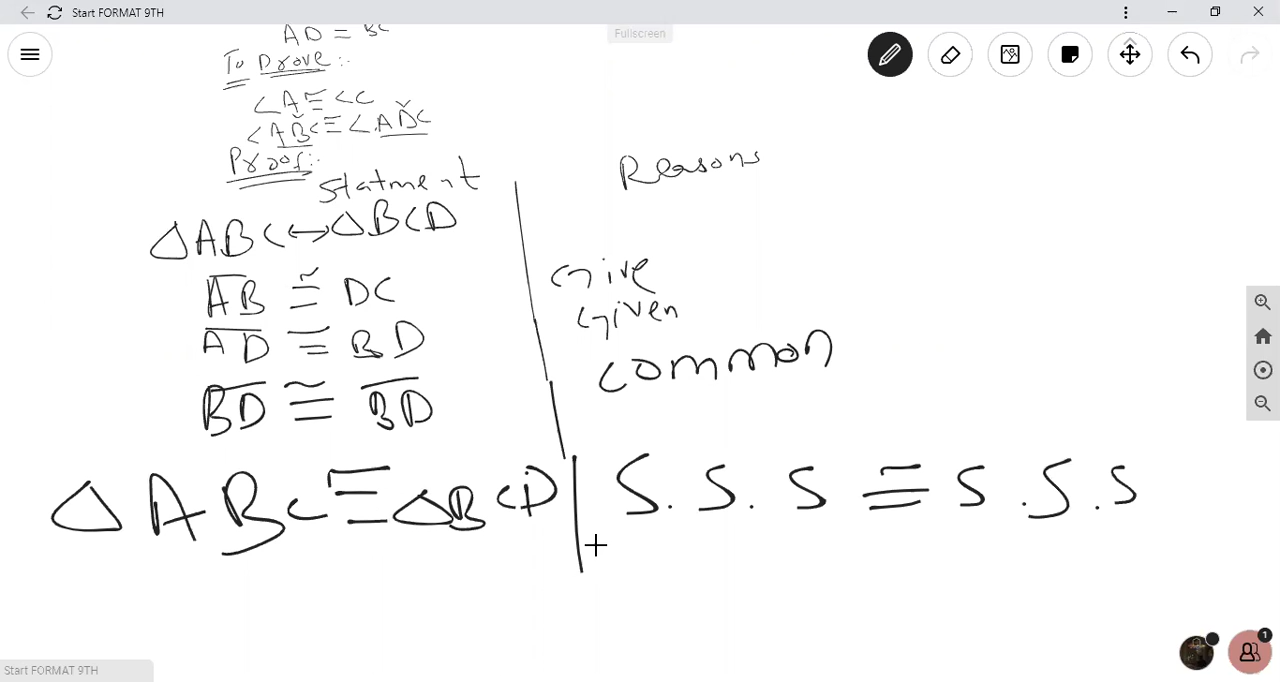 Start FORMAT 9TH
Fullscreen
AD = BC
To Prove :-
<A ≅ <C
<ABC ≅ <ADC
Proof :-
Statment
Reasons
△ABC ↔ △BCD
AB ≅ DC
Give
AD ≅ BD
Given
BD ≅ BD
common
△ABC ≅ △BCD
S.S.S ≅ S.S.S
Start FORMAT 9TH
1